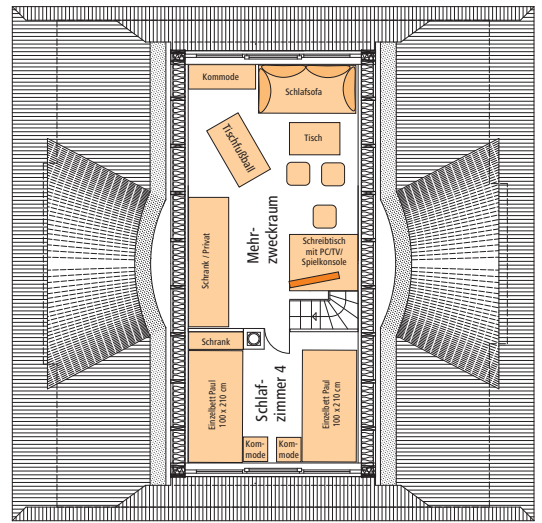 Kommode
Schlafsofa
Tischfußball
Tisch
Mehr-
zweckraum
Schrank / Privat
Schreibtisch
mit PC/TV/
Spielkonsole
Schrank
Einzelbett Paul
100 x 210 cm
Schlaf-
zimmer 4
Einzelbett Paul
100 x 210 cm
Kom-
mode
Kom-
mode